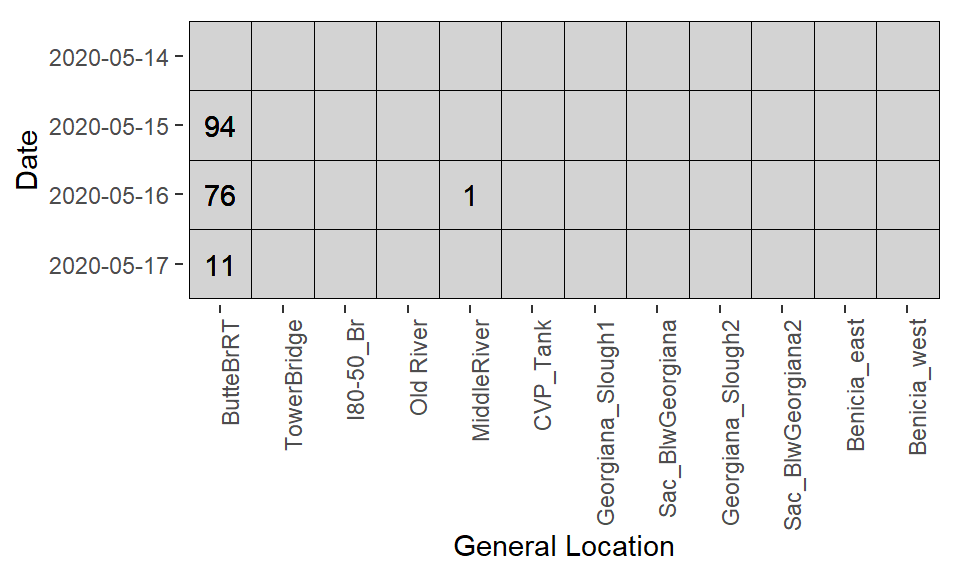 Date
2020-05-14
2020-05-15
94
2020-05-16
76 1
2020-05-17
11
ButteBrRT
TowerBridge
I80-50_Br
Old River
MiddleRiver
CVP_Tank
Georgiana_Slough1
Sac_BlwGeorgiana
Georgiana_Slough2
Sac_BlwGeorgiana2
Benicia_east
Benicia_west
General Location